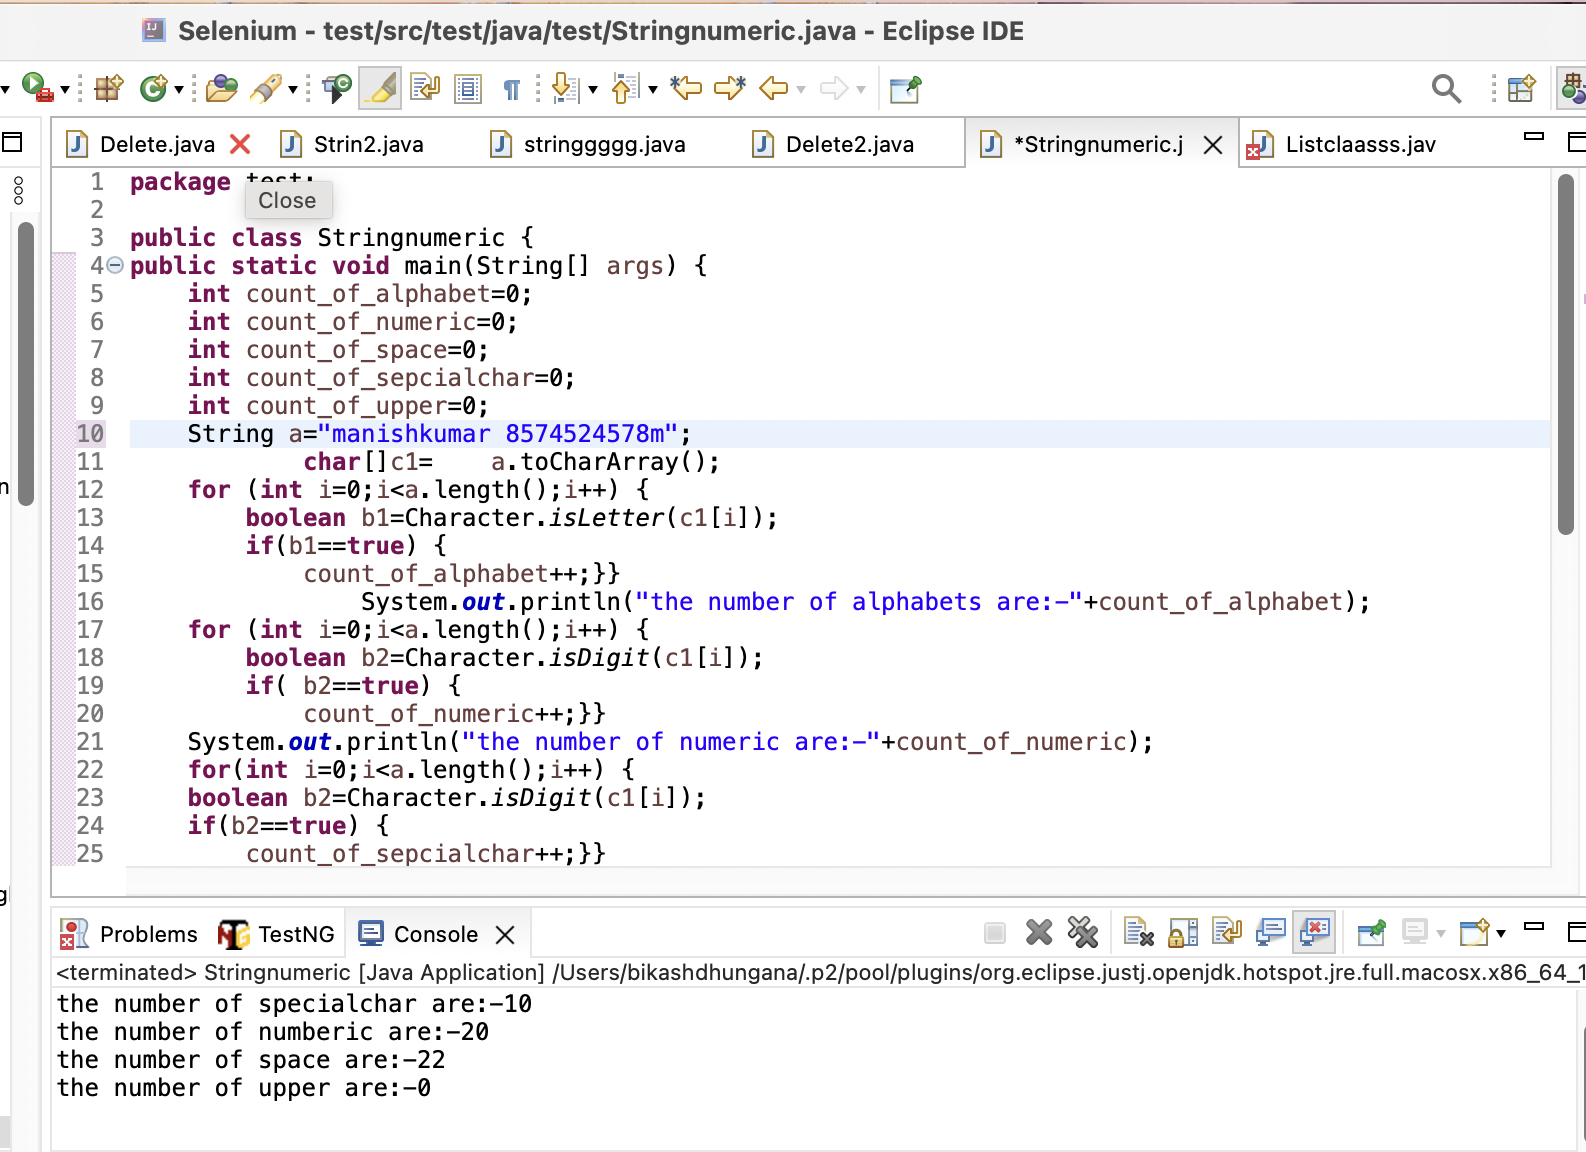 Selenium - test/src/test/java/test/Stringnumeric.java - Eclipse IDE
Delete.java Strin2.java stringgggg.java Delete2.java *Stringnumeric.j Listclaasss.jav
1 package test;
Close
2
3 public class Stringnumeric {
4 public static void main(String[] args) {
5 int count_of_alphabet=0;
6 int count_of_numeric=0;
7 int count_of_space=0;
8 int count_of_sepcialchar=0;
9 int count_of_upper=0;
10 String a="manishkumar 8574524578m";
11 char[]c1= a.toCharArray();
12 for (int i=0;i<a.length();i++) {
13 boolean b1=Character.isLetter(c1[i]);
14 if(b1==true) {
15 count_of_alphabet++;}}
16 System.out.println("the number of alphabets are:-"+count_of_alphabet);
17 for (int i=0;i<a.length();i++) {
18 boolean b2=Character.isDigit(c1[i]);
19 if( b2==true) {
20 count_of_numeric++;}}
21 System.out.println("the number of numeric are:-"+count_of_numeric);
22 for(int i=0;i<a.length();i++) {
23 boolean b2=Character.isDigit(c1[i]);
24 if(b2==true) {
25 count_of_sepcialchar++;}}
Problems TestNG Console
<terminated> Stringnumeric [Java Application] /Users/bikashdhungana/.p2/pool/plugins/org.eclipse.justj.openjdk.hotspot.jre.full.macosx.x86_64_1
the number of specialchar are:-10
the number of numberic are:-20
the number of space are:-22
the number of upper are:-0